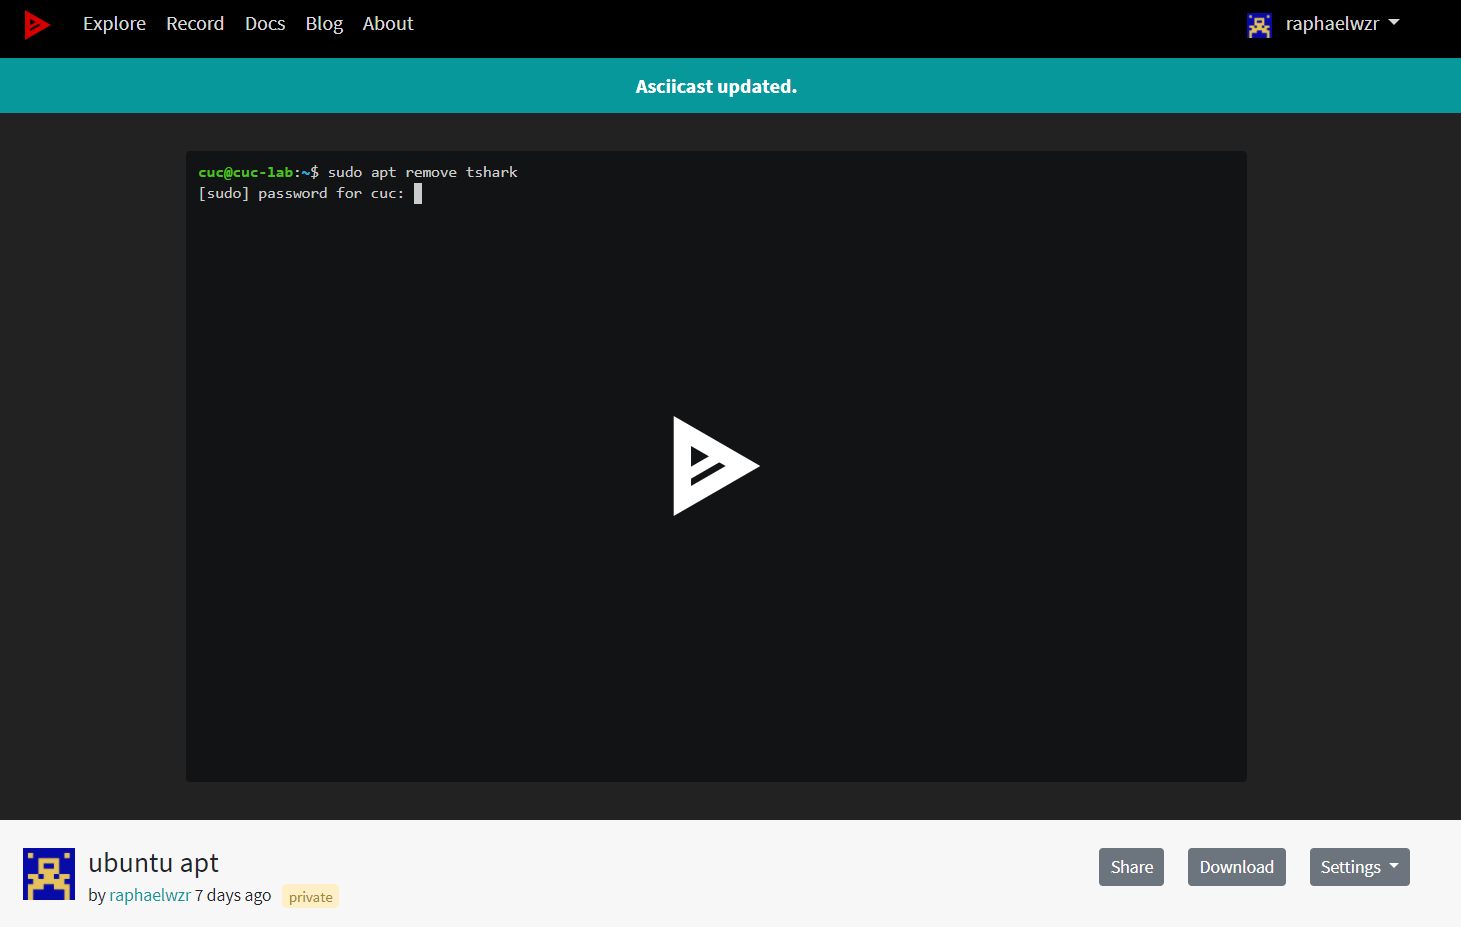 Explore Record Docs Blog About raphaelwzr
Asciicast updated.
cuc@cuc-lab:~$ sudo apt remove tshark
[sudo] password for cuc:
ubuntu apt
by raphaelwzr 7 days ago private
Share Download Settings